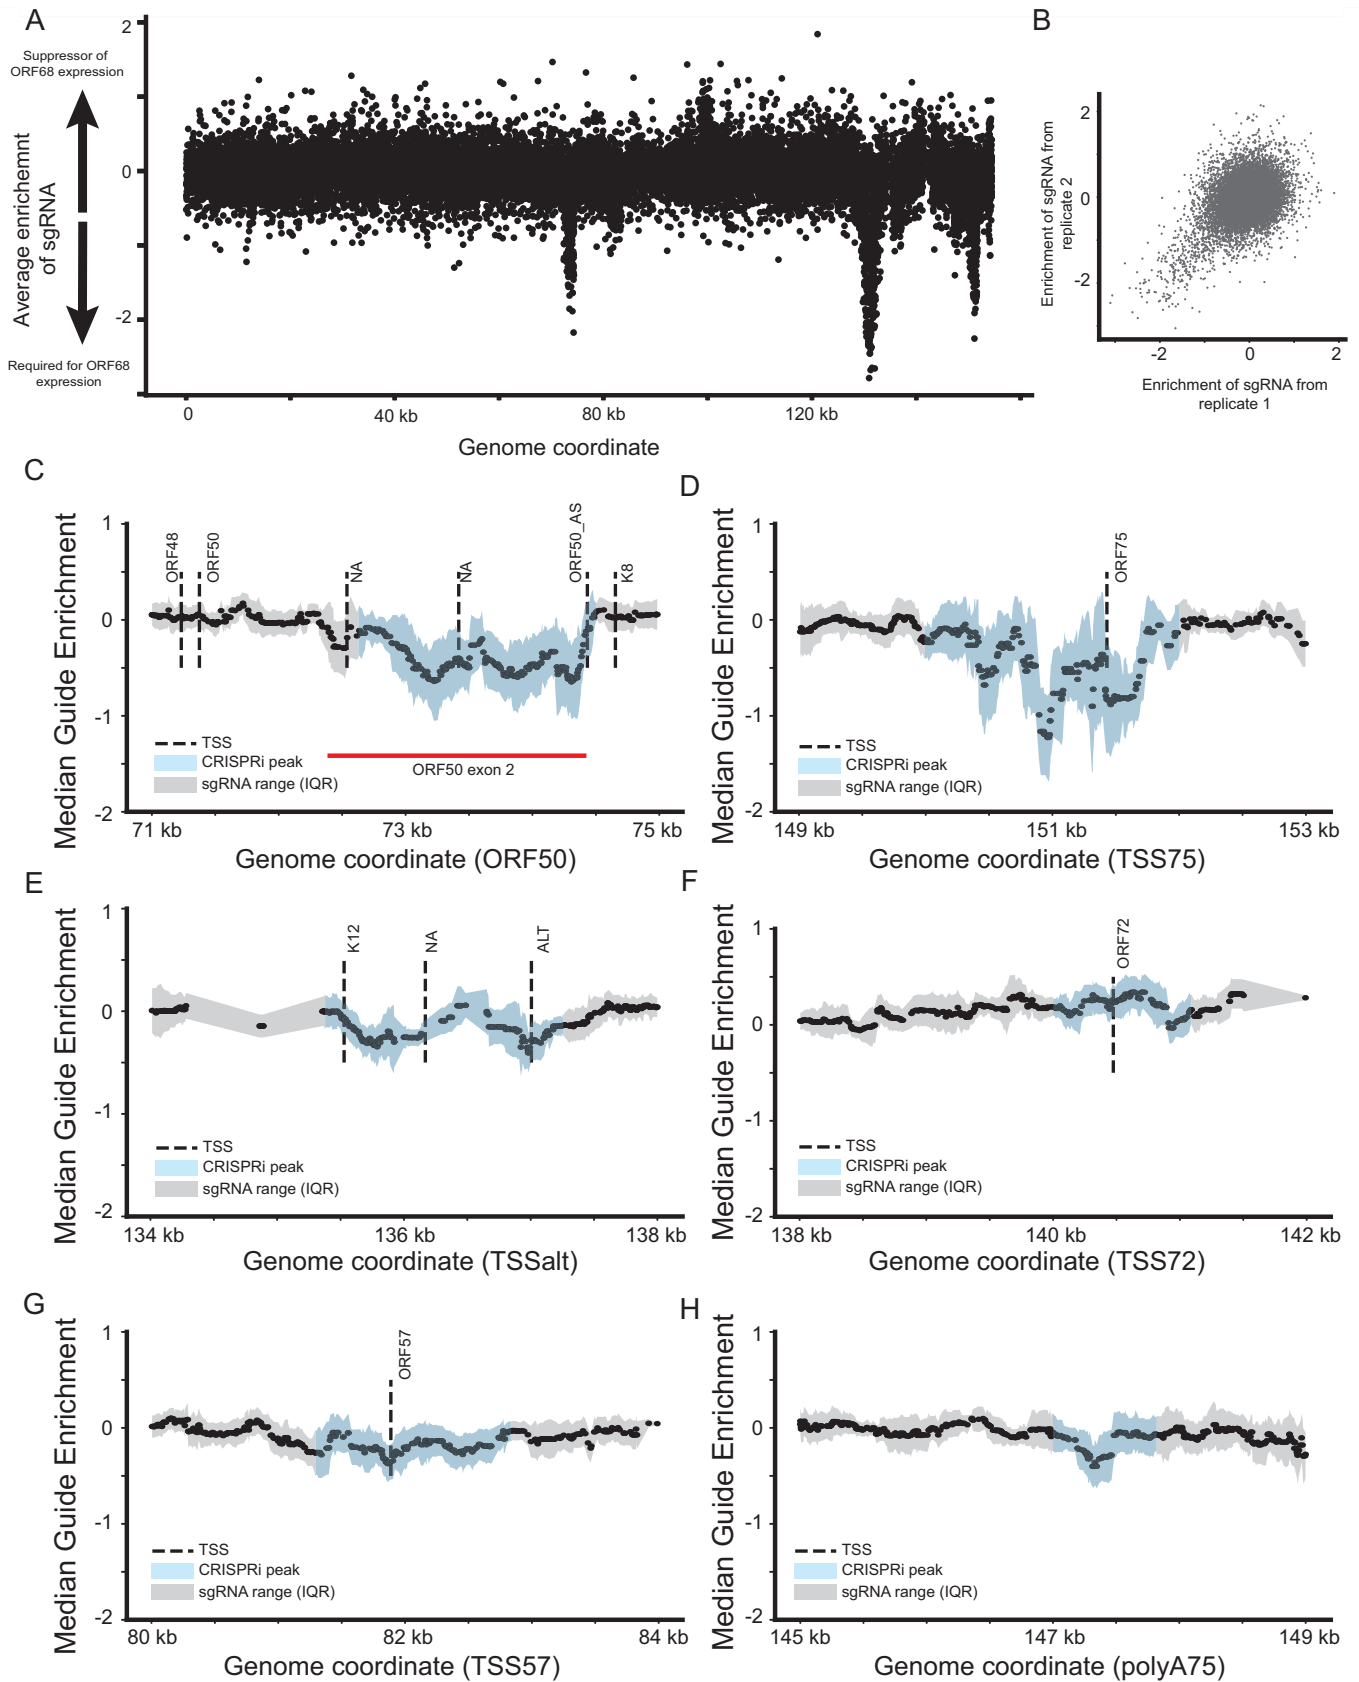 A
Suppressor of
ORF68 expression
Average enrichemnt
of sgRNA
Required for ORF68
expression
2
0
-2
0
40 kb
80 kb
120 kb
Genome coordinate
B
Enrichment of sgRNA from
replicate 2
2
0
-2
-2
0
2
Enrichment of sgRNA from
replicate 1
C
Median Guide Enrichment
1
0
-1
-2
ORF48
ORF50
NA
NA
ORF50_AS
K8
TSS
CRISPRi peak
sgRNA range (IQR)
ORF50 exon 2
71 kb
73 kb
75 kb
Genome coordinate (ORF50)
D
Median Guide Enrichment
1
0
-1
-2
ORF75
TSS
CRISPRi peak
sgRNA range (IQR)
149 kb
151 kb
153 kb
Genome coordinate (TSS75)
E
Median Guide Enrichment
1
0
-1
-2
K12
NA
ALT
TSS
CRISPRi peak
sgRNA range (IQR)
134 kb
136 kb
138 kb
Genome coordinate (TSSalt)
F
Median Guide Enrichment
1
0
-1
-2
ORF72
TSS
CRISPRi peak
sgRNA range (IQR)
138 kb
140 kb
142 kb
Genome coordinate (TSS72)
G
Median Guide Enrichment
1
0
-1
-2
ORF57
TSS
CRISPRi peak
sgRNA range (IQR)
80 kb
82 kb
84 kb
Genome coordinate (TSS57)
H
Median Guide Enrichment
1
0
-1
-2
TSS
CRISPRi peak
sgRNA range (IQR)
145 kb
147 kb
149 kb
Genome coordinate (polyA75)